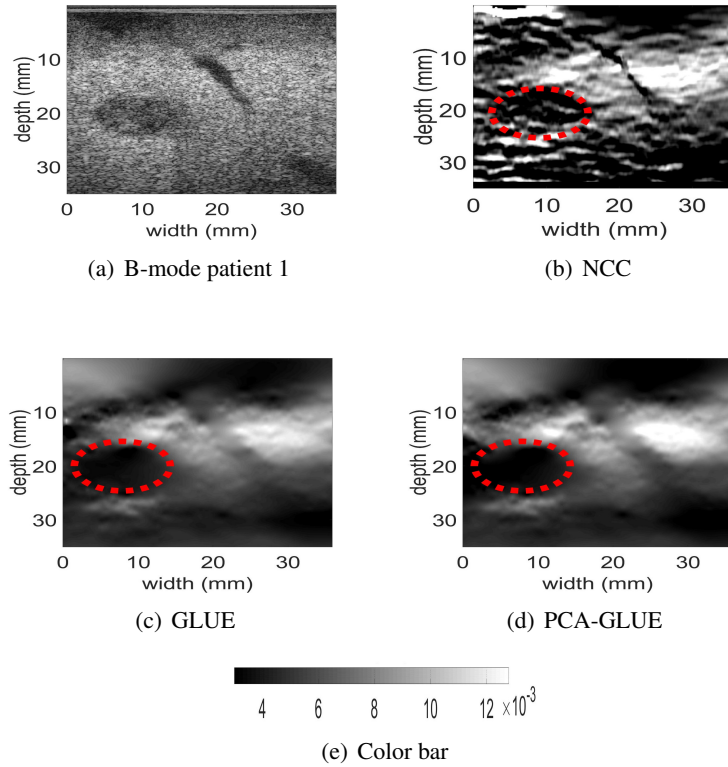 depth (mm)
10
20
30
0 10 20 30
width (mm)
(a) B-mode patient 1
depth (mm)
10
20
30
0 10 20 30
width (mm)
(b) NCC
depth (mm)
10
20
30
0 10 20 30
width (mm)
(c) GLUE
depth (mm)
10
20
30
0 10 20 30
width (mm)
(d) PCA-GLUE
4 6 8 10 12 ×10⁻³
(e) Color bar